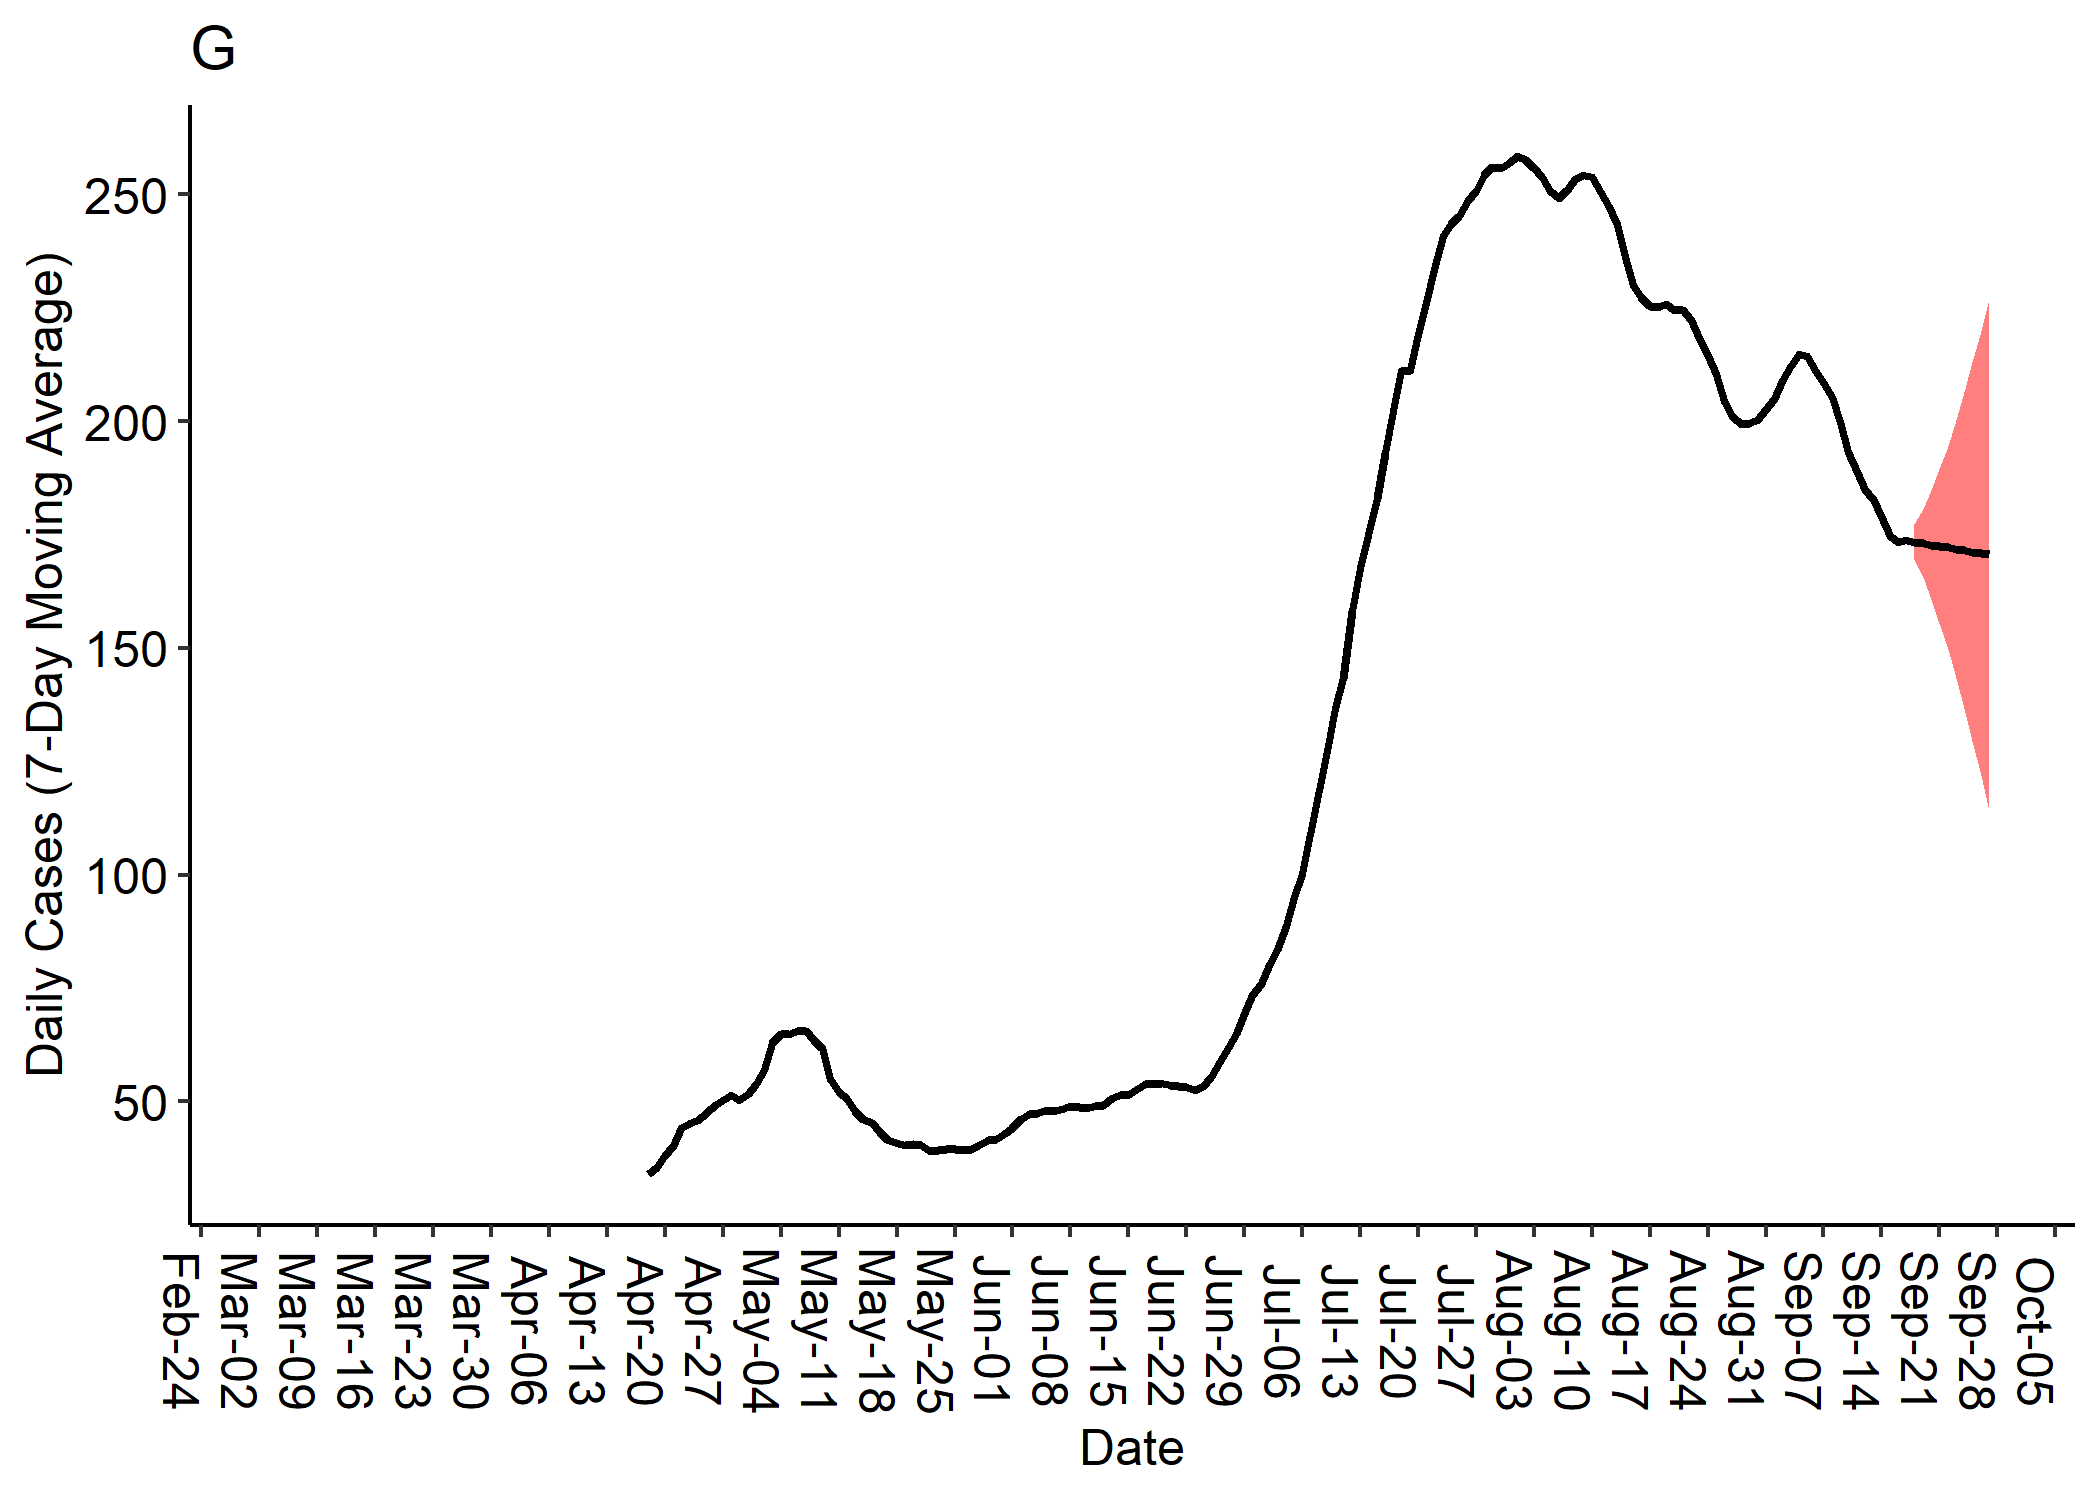 G
Daily Cases (7-Day Moving Average)
250
200
150
100
50
Feb-24
Mar-02
Mar-09
Mar-16
Mar-23
Mar-30
Apr-06
Apr-13
Apr-20
Apr-27
May-04
May-11
May-18
May-25
Jun-01
Jun-08
Jun-15
Jun-22
Jun-29
Jul-06
Jul-13
Jul-20
Jul-27
Aug-03
Aug-10
Aug-17
Aug-24
Aug-31
Sep-07
Sep-14
Sep-21
Sep-28
Oct-05
Date